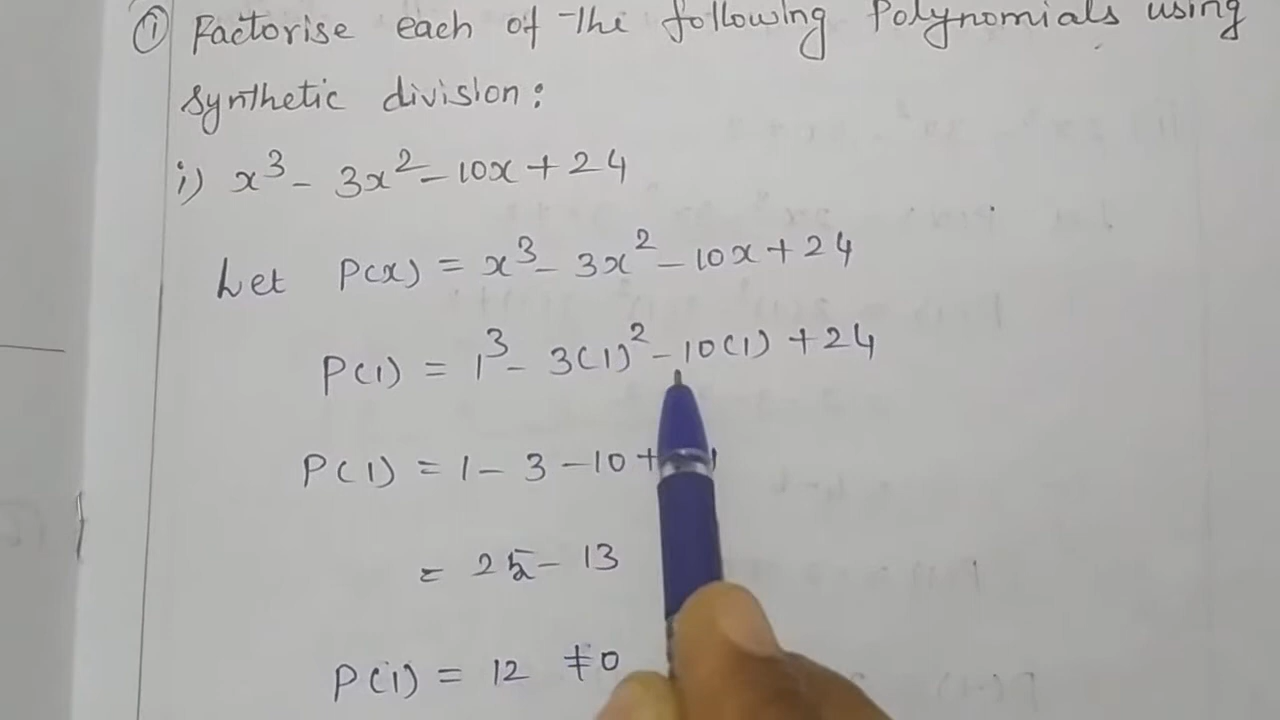 ① Factorise each of the following Polynomials using
Synthetic division:
i) x³ - 3x² - 10x + 24
Let P(x) = x³ - 3x² - 10x + 24
P(1) = 1³ - 3(1)² - 10(1) + 24
P(1) = 1 - 3 - 10 +
= 25 - 13
P(1) = 12 ≠ 0